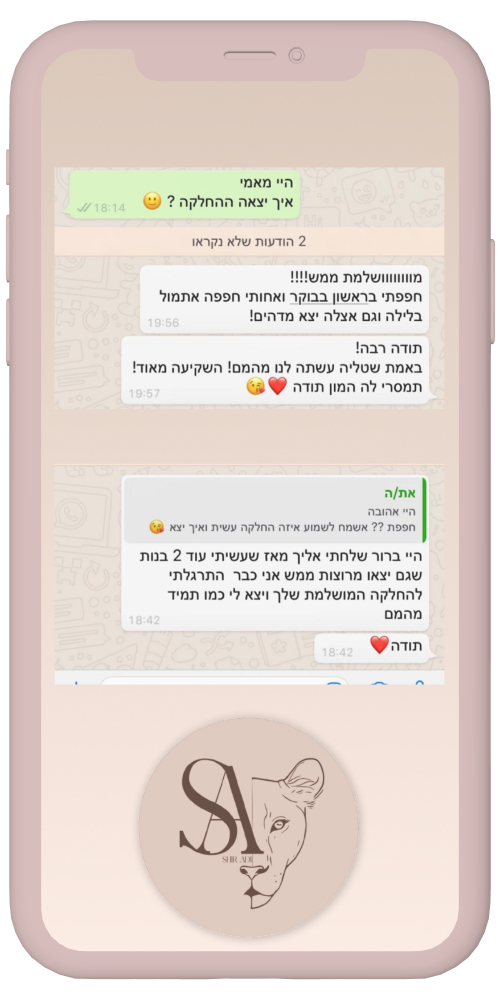 היי מאמי
איך יצאה ההחלקה ? 🙂
18:14
2 הודעות שלא נקראו
מוווווווושלמת ממש!!!!
חפפתי בראשון בבוקר ואחותי חפפה אתמול
בלילה וגם אצלה יצא מדהים!
19:56
תודה רבה!
באמת שטליה עשתה לנו מהמם! השקיעה מאוד!
תמסרי לה המון תודה ❤️😘
19:57
את/ה
היי אהובה
חפפת ?? אשמח לשמוע איזה החלקה עשית ואיך יצא 😘
היי ברור שלחתי אליך מאז שעשיתי עוד 2 בנות
שגם יצאו מרוצות ממש אני כבר התרגלתי
להחלקה המושלמת שלך ויצא לי כמו תמיד
מהמם
18:42
תודה❤️
18:42
SA
SHIR ADI